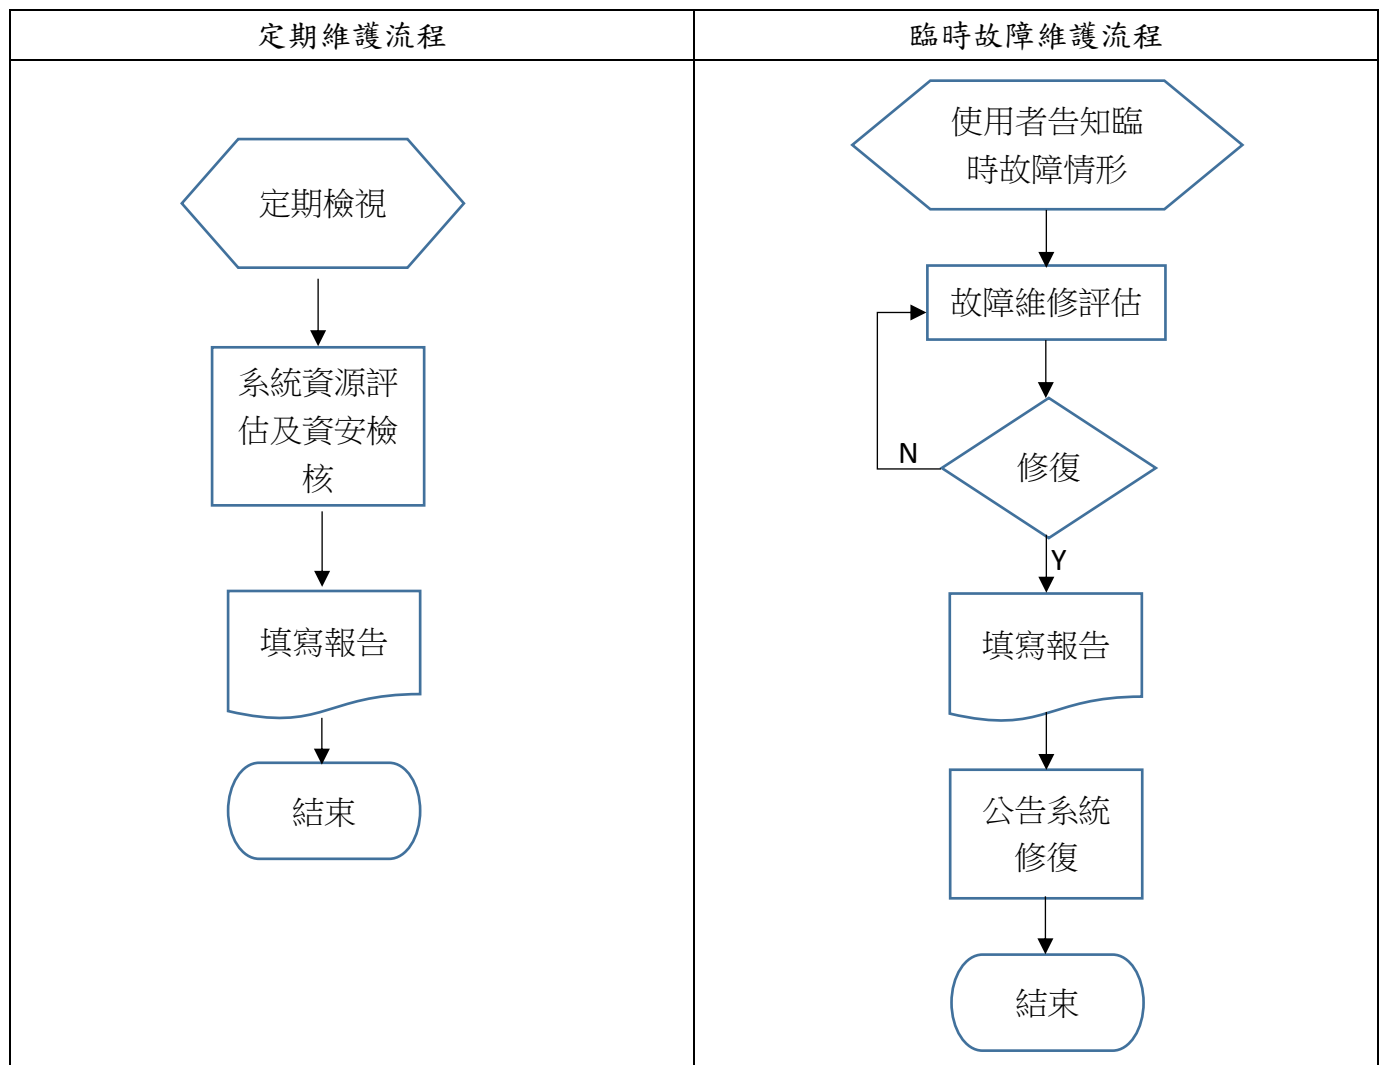 定期維護流程
臨時故障維護流程
定期檢視
系統資源評
估及資安檢
核
填寫報告
結束
使用者告知臨
時故障情形
故障維修評估
N
修復
Y
填寫報告
公告系統
修復
結束